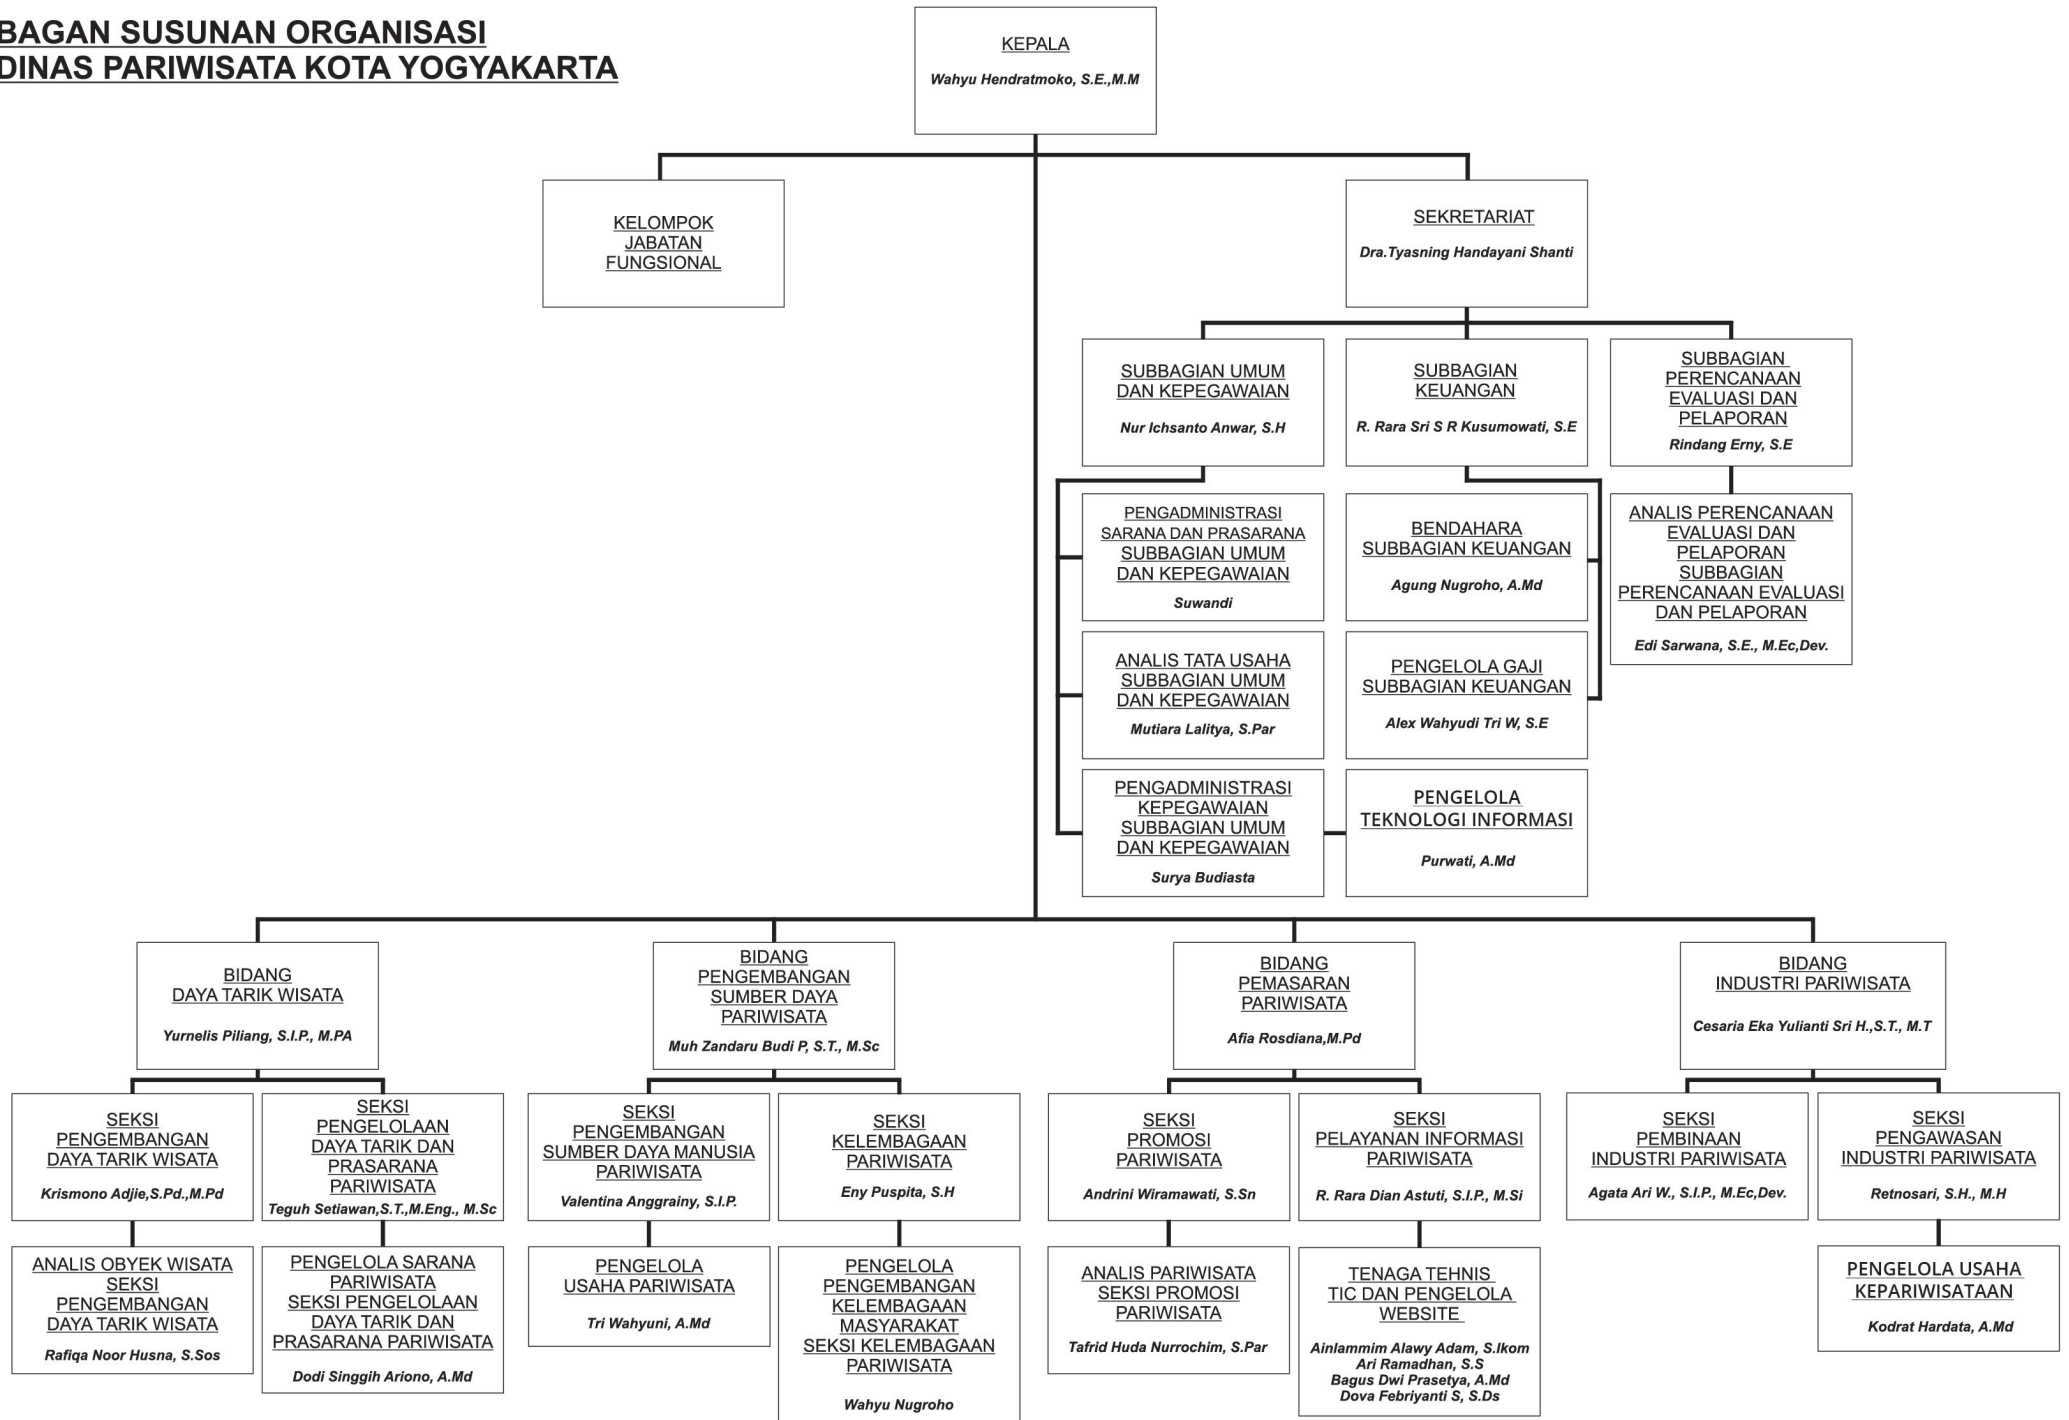 BAGAN SUSUNAN ORGANISASI
DINAS PARIWISATA KOTA YOGYAKARTA
KEPALA
Wahyu Hendratmoko, S.E.,M.M
KELOMPOK
JABATAN
FUNGSIONAL
SEKRETARIAT
Dra.Tyasning Handayani Shanti
SUBBAGIAN UMUM
DAN KEPEGAWAIAN
Nur Ichsanto Anwar, S.H
SUBBAGIAN
KEUANGAN
R. Rara Sri S R Kusumowati, S.E
SUBBAGIAN
PERENCANAAN
EVALUASI DAN
PELAPORAN
Rindang Erny, S.E
PENGADMINISTRASI
SARANA DAN PRASARANA
SUBBAGIAN UMUM
DAN KEPEGAWAIAN
Suwandi
BENDAHARA
SUBBAGIAN KEUANGAN
Agung Nugroho, A.Md
ANALIS PERENCANAAN
EVALUASI DAN
PELAPORAN
SUBBAGIAN
PERENCANAAN EVALUASI
DAN PELAPORAN
Edi Sarwana, S.E., M.Ec,Dev.
ANALIS TATA USAHA
SUBBAGIAN UMUM
DAN KEPEGAWAIAN
Mutiara Lalitya, S.Par
PENGELOLA GAJI
SUBBAGIAN KEUANGAN
Alex Wahyudi Tri W, S.E
PENGADMINISTRASI
KEPEGAWAIAN
SUBBAGIAN UMUM
DAN KEPEGAWAIAN
Surya Budiasta
PENGELOLA
TEKNOLOGI INFORMASI
Purwati, A.Md
BIDANG
DAYA TARIK WISATA
Yurnelis Piliang, S.I.P., M.PA
BIDANG
PENGEMBANGAN
SUMBER DAYA
PARIWISATA
Muh Zandaru Budi P, S.T., M.Sc
BIDANG
PEMASARAN
PARIWISATA
Afia Rosdiana,M.Pd
BIDANG
INDUSTRI PARIWISATA
Cesaria Eka Yulianti Sri H.,S.T., M.T
SEKSI
PENGEMBANGAN
DAYA TARIK WISATA
Krismono Adjie,S.Pd.,M.Pd
SEKSI
PENGELOLAAN
DAYA TARIK DAN
PRASARANA
PARIWISATA
Teguh Setiawan,S.T.,M.Eng., M.Sc
SEKSI
PENGEMBANGAN
SUMBER DAYA MANUSIA
PARIWISATA
Valentina Anggrainy, S.I.P.
SEKSI
KELEMBAGAAN
PARIWISATA
Eny Puspita, S.H
SEKSI
PROMOSI
PARIWISATA
Andrini Wiramawati, S.Sn
SEKSI
PELAYANAN INFORMASI
PARIWISATA
R. Rara Dian Astuti, S.I.P., M.Si
SEKSI
PEMBINAAN
INDUSTRI PARIWISATA
Agata Ari W., S.I.P., M.Ec,Dev.
SEKSI
PENGAWASAN
INDUSTRI PARIWISATA
Retnosari, S.H., M.H
ANALIS OBYEK WISATA
SEKSI
PENGEMBANGAN
DAYA TARIK WISATA
Rafiqa Noor Husna, S.Sos
PENGELOLA SARANA
PARIWISATA
SEKSI PENGELOLAAN
DAYA TARIK DAN
PRASARANA PARIWISATA
Dodi Singgih Ariono, A.Md
PENGELOLA
USAHA PARIWISATA
Tri Wahyuni, A.Md
PENGELOLA
PENGEMBANGAN
KELEMBAGAAN
MASYARAKAT
SEKSI KELEMBAGAAN
PARIWISATA
Wahyu Nugroho
ANALIS PARIWISATA
SEKSI PROMOSI
PARIWISATA
Tafrid Huda Nurrochim, S.Par
TENAGA TEHNIS
TIC DAN PENGELOLA
WEBSITE
Ainlammim Alawy Adam, S.Ikom
Ari Ramadhan, S.S
Bagus Dwi Prasetya, A.Md
Dova Febriyanti S, S.Ds
PENGELOLA USAHA
KEPARIWISATAAN
Kodrat Hardata, A.Md